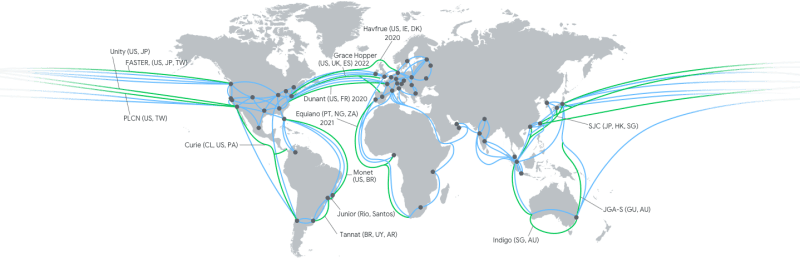 Havfrue (US, IE, DK)
2020
Grace Hopper
(US, UK, ES) 2022
Unity (US, JP)
FASTER, (US, JP, TW)
Dunant (US, FR) 2020
Equiano (PT, NG, ZA)
2021
PLCN (US, TW)
SJC (JP, HK, SG)
Curie (CL, US, PA)
Monet
(US, BR)
Junior (Rio, Santos)
JGA-S (GU, AU)
Tannat (BR, UY, AR)
Indigo (SG, AU)